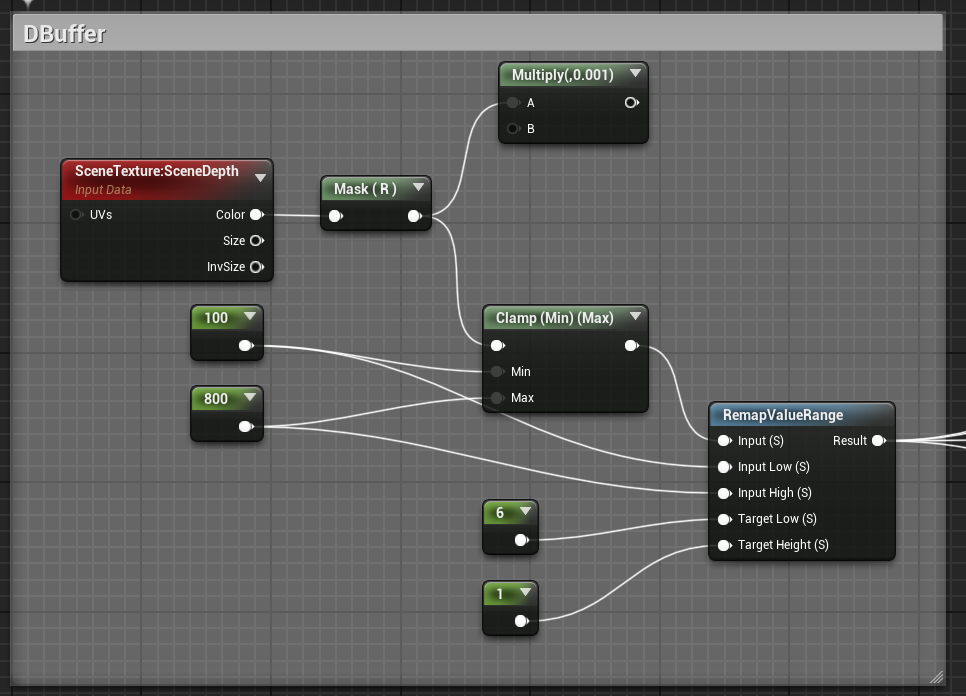 DBuffer
Multiply(,0.001)
A
B
SceneTexture:SceneDepth
Input Data
UVs
Color
Size
InvSize
Mask ( R )
100
800
Clamp (Min) (Max)
Min
Max
RemapValueRange
Input (S)
Result
Input Low (S)
Input High (S)
Target Low (S)
Target Height (S)
6
1